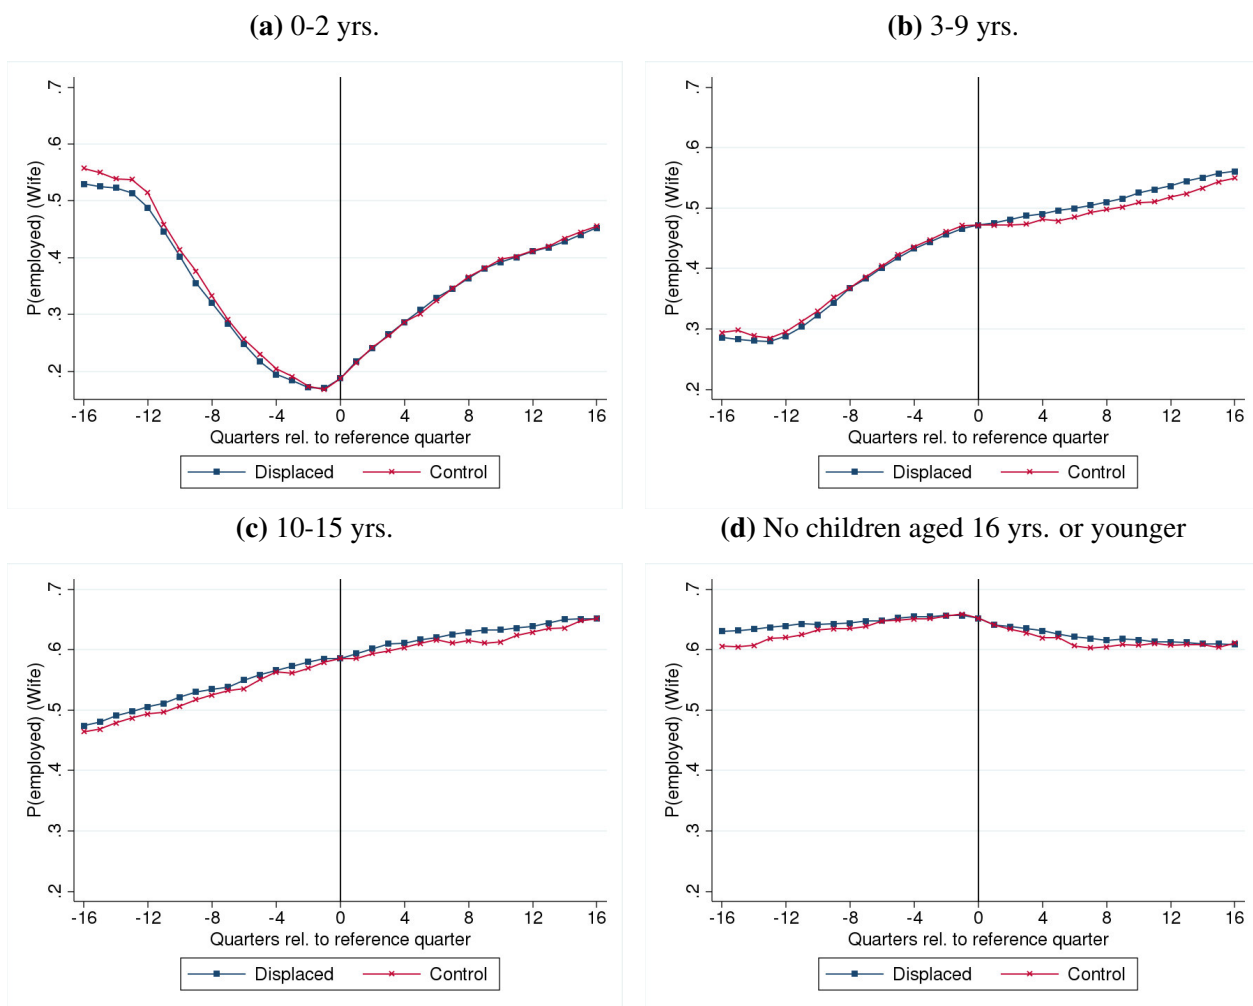 (a) 0-2 yrs.
P(employed) (Wife)
.7
.6
.5
.4
.3
.2
-16 -12 -8 -4 0 4 8 12 16
Quarters rel. to reference quarter
Displaced Control
(b) 3-9 yrs.
P(employed) (Wife)
.7
.6
.5
.4
.3
.2
-16 -12 -8 -4 0 4 8 12 16
Quarters rel. to reference quarter
Displaced Control
(c) 10-15 yrs.
P(employed) (Wife)
.7
.6
.5
.4
.3
.2
-16 -12 -8 -4 0 4 8 12 16
Quarters rel. to reference quarter
Displaced Control
(d) No children aged 16 yrs. or younger
P(employed) (Wife)
.7
.6
.5
.4
.3
.2
-16 -12 -8 -4 0 4 8 12 16
Quarters rel. to reference quarter
Displaced Control